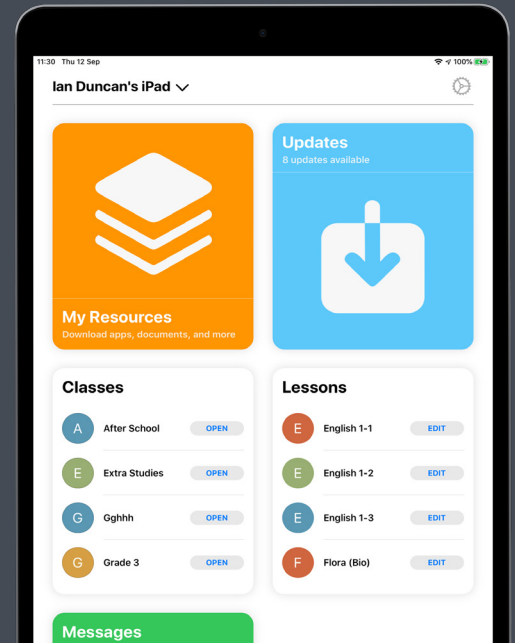 11:30 Thu 12 Sep 100%
Ian Duncan's iPad
My Resources
Download apps, documents, and more
Updates
8 updates available
Classes
A After School OPEN
E Extra Studies OPEN
G Gghhh OPEN
G Grade 3 OPEN
Lessons
E English 1-1 EDIT
E English 1-2 EDIT
E English 1-3 EDIT
F Flora (Bio) EDIT
Messages